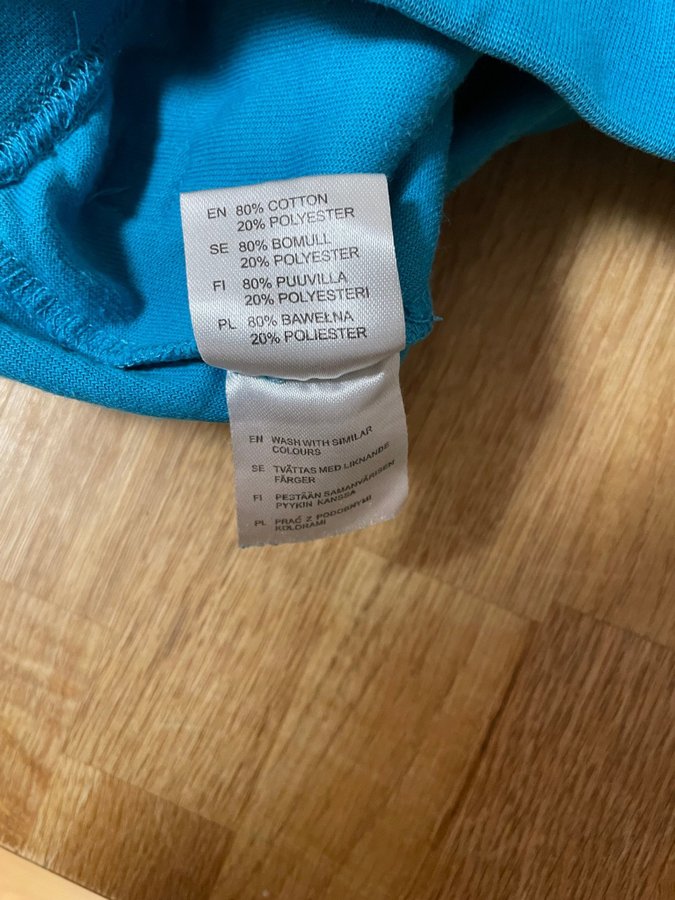 EN 80% COTTON
20% POLYESTER
SE 80% BOMULL
20% POLYESTER
FI 80% PUUVILLA
20% POLYESTERI
PL 80% BAWEŁNA
20% POLIESTER
EN WASH WITH SIMILAR
COLOURS
SE TVÄTTAS MED LIKNANDE
FÄRGER
FI PESTÄÄN SAMANVÄRISEN
PYYKIN KANSSA
PL PRAĆ Z PODOBNYMI
KOLORAMI